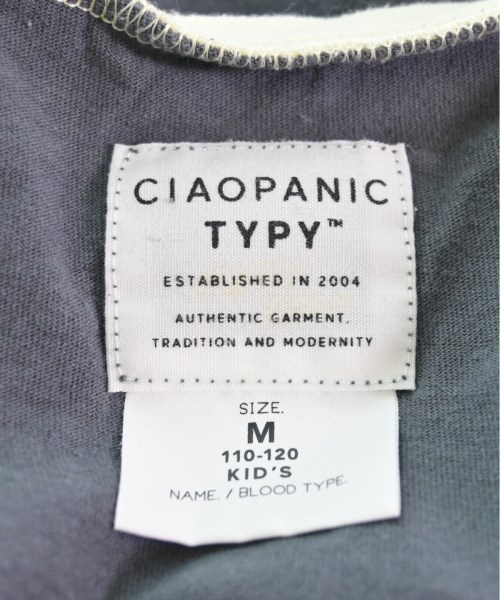 CIAOPANIC
TYPY™
ESTABLISHED IN 2004
AUTHENTIC GARMENT.
TRADITION AND MODERNITY
SIZE.
M
110-120
KID'S
NAME. / BLOOD TYPE.